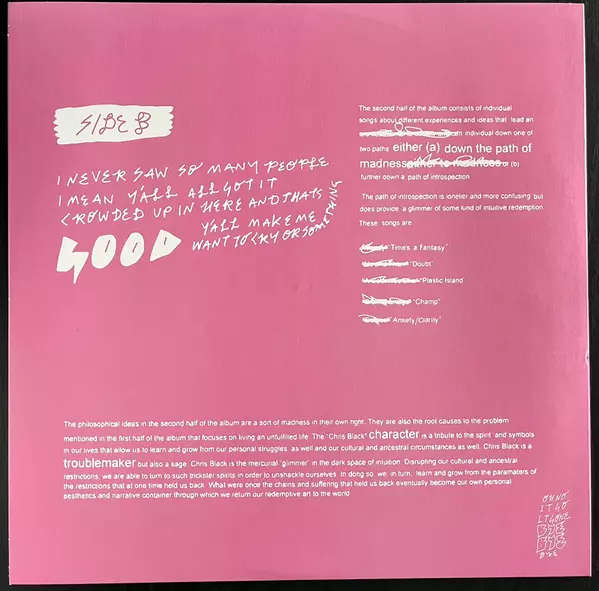 SIDE B
I NEVER SAW SO MANY PEOPLE
I MEAN Y'ALL ALL GOT IT
CROWDED UP IN HERE AND THATS
GOOD
Y'ALL MAKE ME
WANT TO CRY OR SOMETHING
The second half of the album consists of individual
songs about different experiences and ideas that lead an
individual down one of
two paths either (a) down the path of
madness or (b)
further down a path of introspection
The path of introspection is lonelier and more confusing but
does provide a glimmer of some kind of intuitive redemption.
These songs are
"Time's a Fantasy"
"Doubt"
"Plastic Island"
"Champ"
"Anxiety/Clarity"
The philosophical ideas in the second half of the album are a sort of madness in their own right. They are also the root causes to the problem
mentioned in the first half of the album that focuses on living an unfulfilled life. The "Chris Black" character is a tribute to the spirit and symbols
in our lives that allow us to learn and grow from our personal struggles as well and our cultural and ancestral circumstances as well. Chris Black is a
troublemaker but also a sage. Chris Black is the mercurial "glimmer" in the dark space of intuition. Disrupting our cultural and ancestral
restrictions, we are able to turn to such trickster spirits in order to unshackle ourselves. In dong so, we, in turn, learn and grow from the paramaters of
the restrictions that at one time held us back. What were once the chains and suffering that held us back eventually become our own personal
aesthetics and narrative container through which we return our redemptive art to the world
OH NO
IT GO
IT GONE
BYE
BYE
BYE